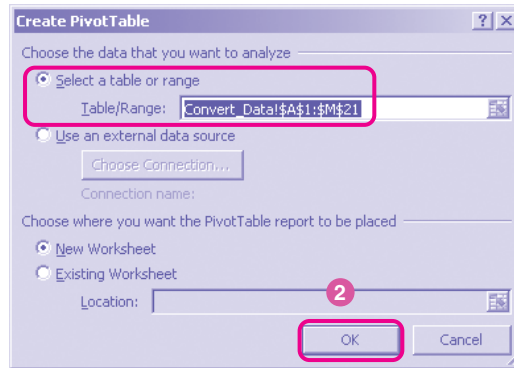 Create PivotTable ? X
Choose the data that you want to analyze
Select a table or range
Table/Range: Convert_Data!$A$1:$M$21
Use an external data source
Choose Connection...
Connection name:
Choose where you want the PivotTable report to be placed
New Worksheet
Existing Worksheet
Location:
2
OK Cancel